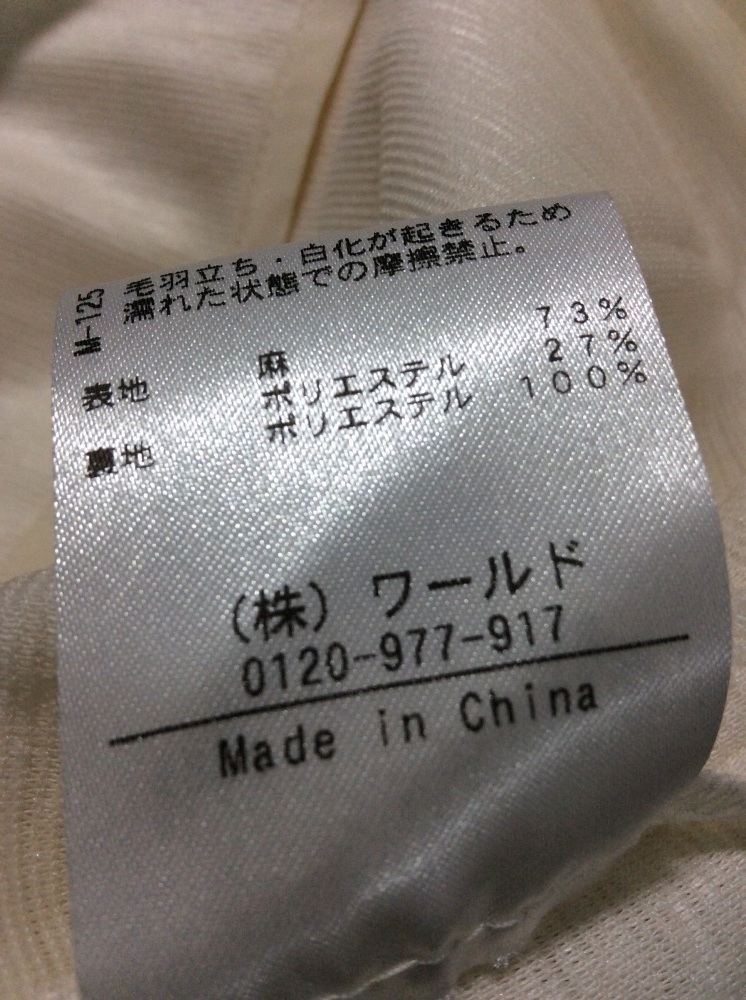 M-125 毛羽立ち・白化が起きるため
濡れた状態での摩擦禁止。
表地 麻 73%
ポリエステル 27%
裏地 ポリエステル 100%
(株) ワールド
0120-977-917
Made in China